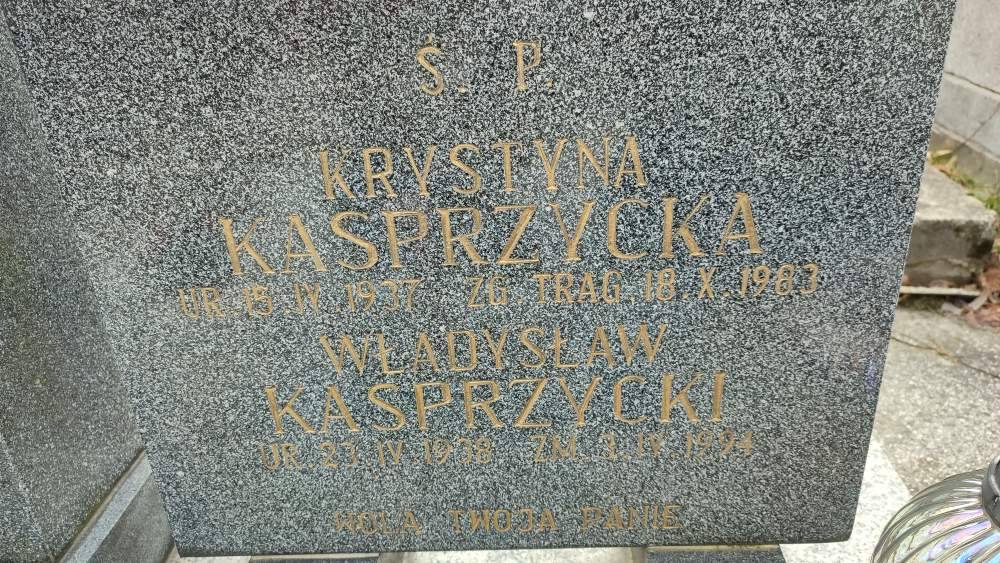 Ś. P.
KRYSTYNA
KASPRZYCKA
UR. 15. IV. 1937 ZG. TRAG. 18. X. 1983
WŁADYSŁAW
KASPRZYCKI
UR. 23. IV. 1938 ZM. 3. IV. 1994
WOLA TWOJA PANIE